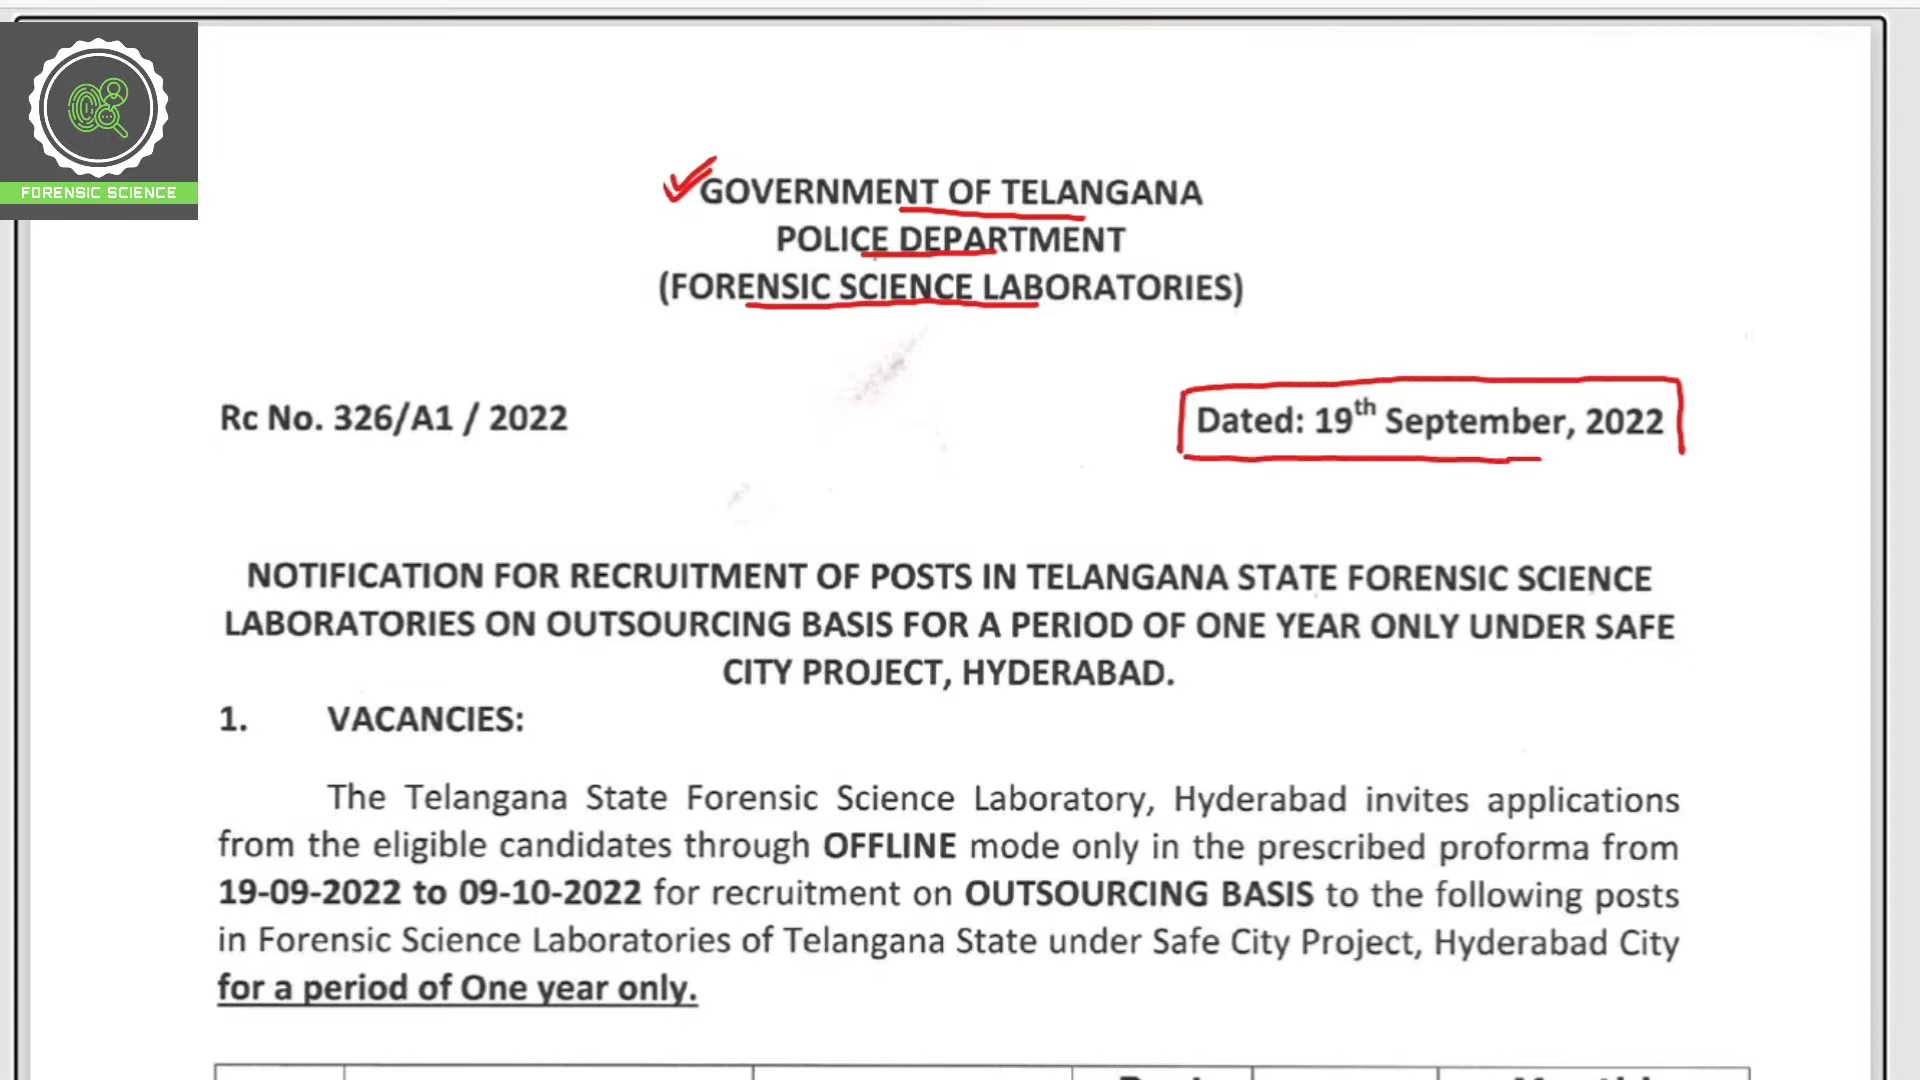 FORENSIC SCIENCE
GOVERNMENT OF TELANGANA
POLICE DEPARTMENT
(FORENSIC SCIENCE LABORATORIES)
Rc No. 326/A1 / 2022
Dated: 19th September, 2022
NOTIFICATION FOR RECRUITMENT OF POSTS IN TELANGANA STATE FORENSIC SCIENCE
LABORATORIES ON OUTSOURCING BASIS FOR A PERIOD OF ONE YEAR ONLY UNDER SAFE
CITY PROJECT, HYDERABAD.
1. VACANCIES:
The Telangana State Forensic Science Laboratory, Hyderabad invites applications
from the eligible candidates through OFFLINE mode only in the prescribed proforma from
19-09-2022 to 09-10-2022 for recruitment on OUTSOURCING BASIS to the following posts
in Forensic Science Laboratories of Telangana State under Safe City Project, Hyderabad City
for a period of One year only.